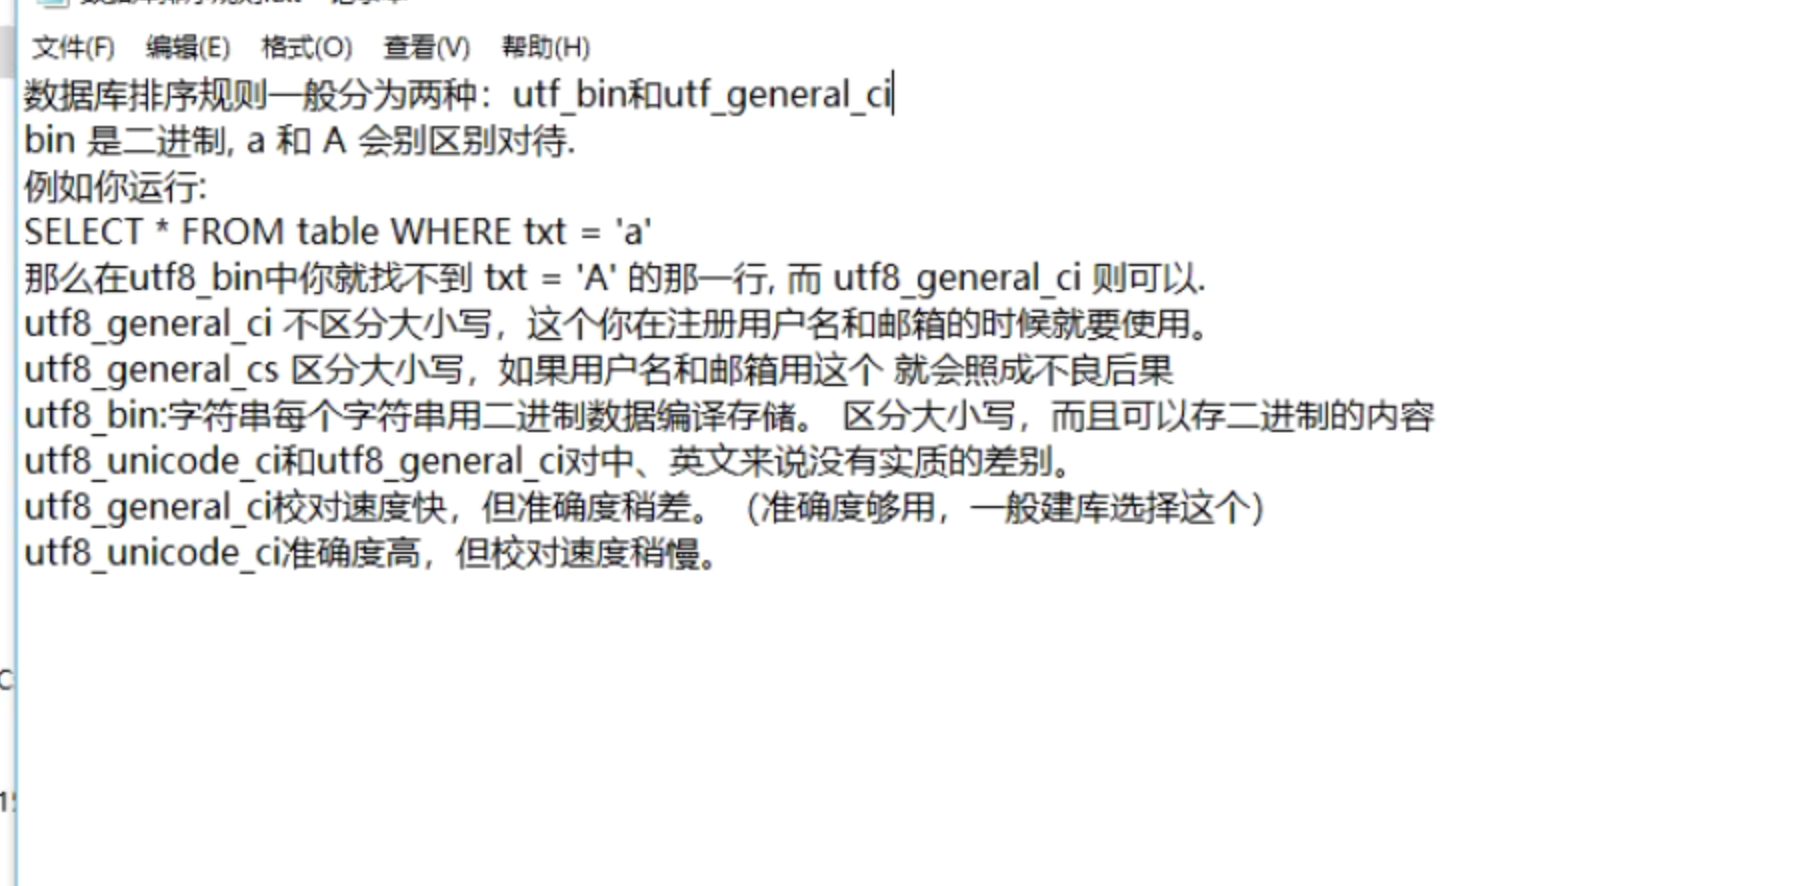 文件(F) 编辑(E) 格式(O) 查看(V) 帮助(H)
数据库排序规则一般分为两种：utf_bin和utf_general_ci
bin 是二进制, a 和 A 会别区别对待.
例如你运行:
SELECT * FROM table WHERE txt = 'a'
那么在utf8_bin中你就找不到 txt = 'A' 的那一行, 而 utf8_general_ci 则可以.
utf8_general_ci 不区分大小写，这个你在注册用户名和邮箱的时候就要使用。
utf8_general_cs 区分大小写，如果用户名和邮箱用这个 就会照成不良后果
utf8_bin:字符串每个字符串用二进制数据编译存储。 区分大小写，而且可以存二进制的内容
utf8_unicode_ci和utf8_general_ci对中、英文来说没有实质的差别。
utf8_general_ci校对速度快，但准确度稍差。（准确度够用，一般建库选择这个）
utf8_unicode_ci准确度高，但校对速度稍慢。